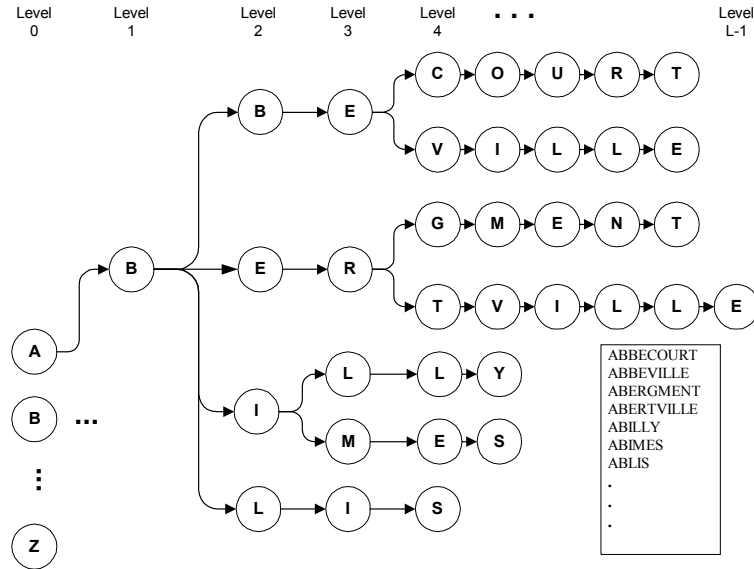 Level 0 Level 1 Level 2 Level 3 Level 4 . . . Level L-1
C O U R T
B E
V I L L E
G M E N T
B E R
T V I L L E
A
L L Y
B ... I
M E S
L I S
Z
ABBECOURT
ABBEVILLE
ABERGMENT
ABERTVILLE
ABILLY
ABIMES
ABLIS
.
.
.